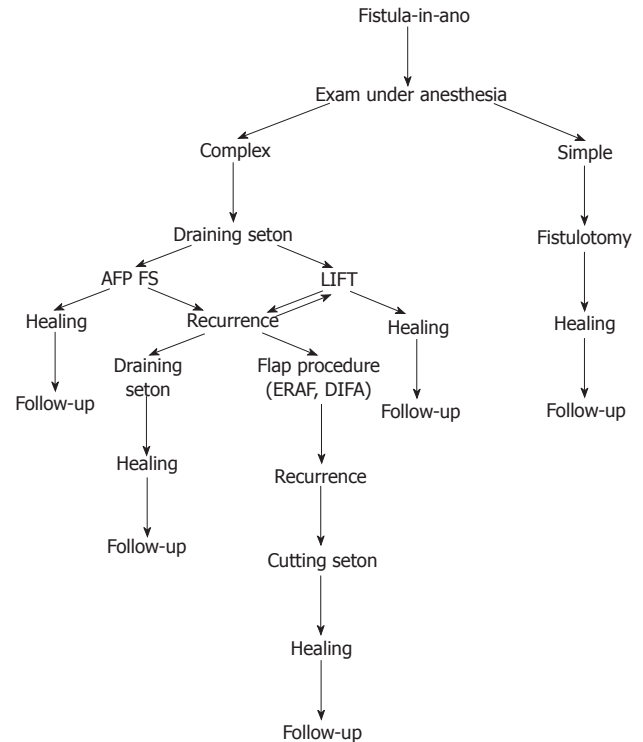 Fistula-in-ano
Exam under anesthesia
Complex
Simple
Draining seton
Fistulotomy
AFP FS
LIFT
Healing
Recurrence
Healing
Healing
Draining
seton
Flap procedure
(ERAF, DIFA)
Follow-up
Follow-up
Follow-up
Healing
Recurrence
Follow-up
Cutting seton
Healing
Follow-up